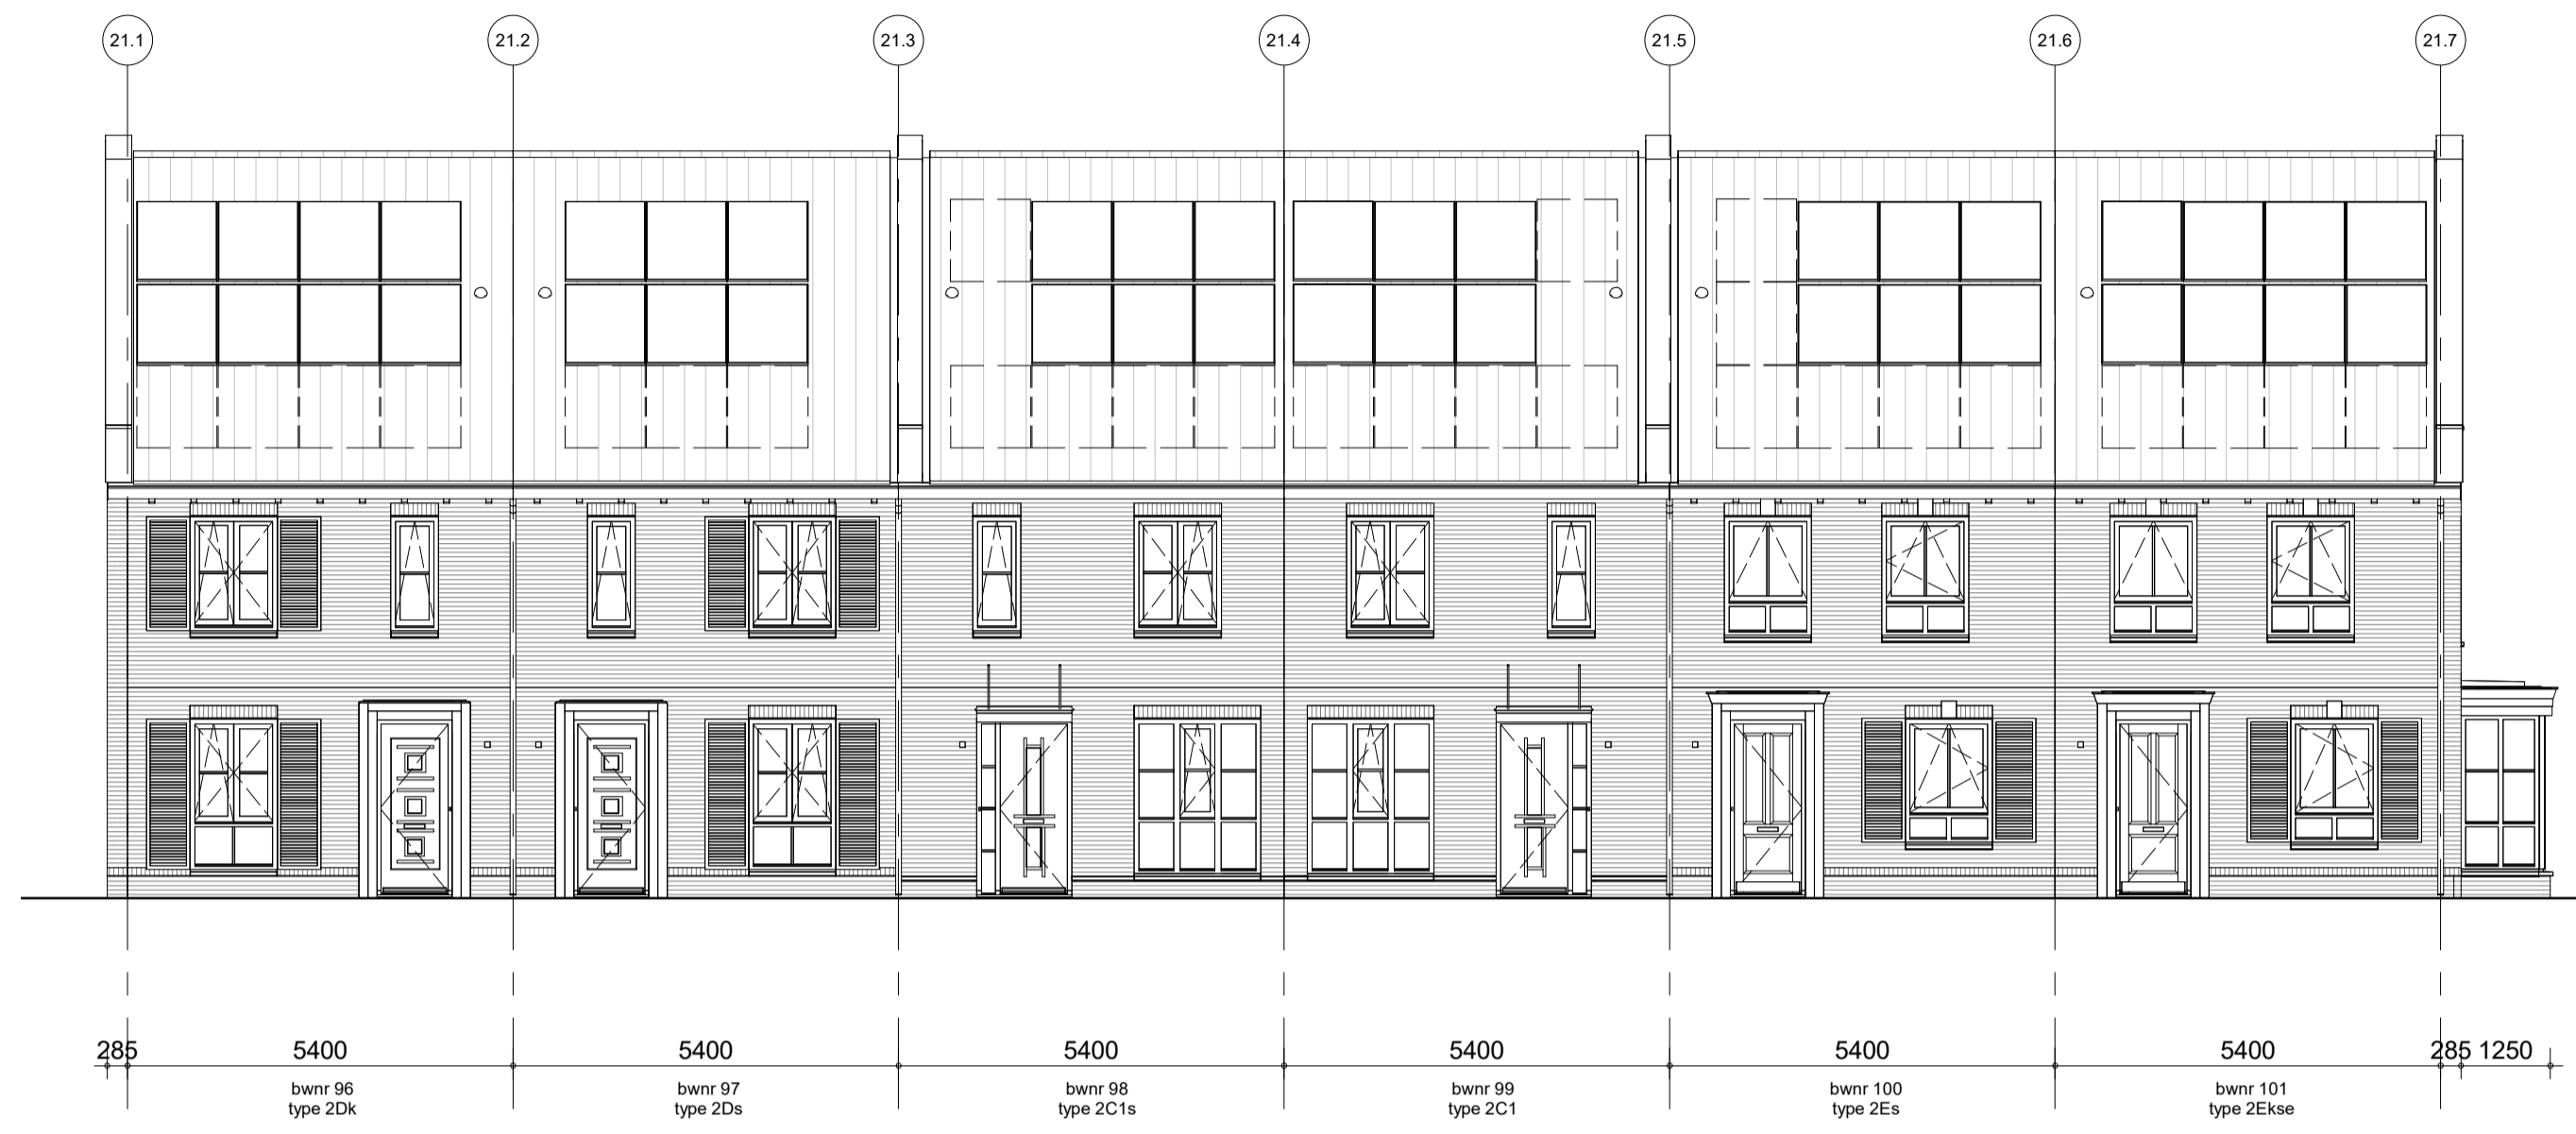 21.1 21.2 21.3 21.4 21.5 21.6 21.7
285 5400 5400 5400 5400 5400 5400 285 1250
bwnr 96 bwnr 97 bwnr 98 bwnr 99 bwnr 100 bwnr 101
type 2Dk type 2Ds type 2C1s type 2C1 type 2Es type 2Ekse